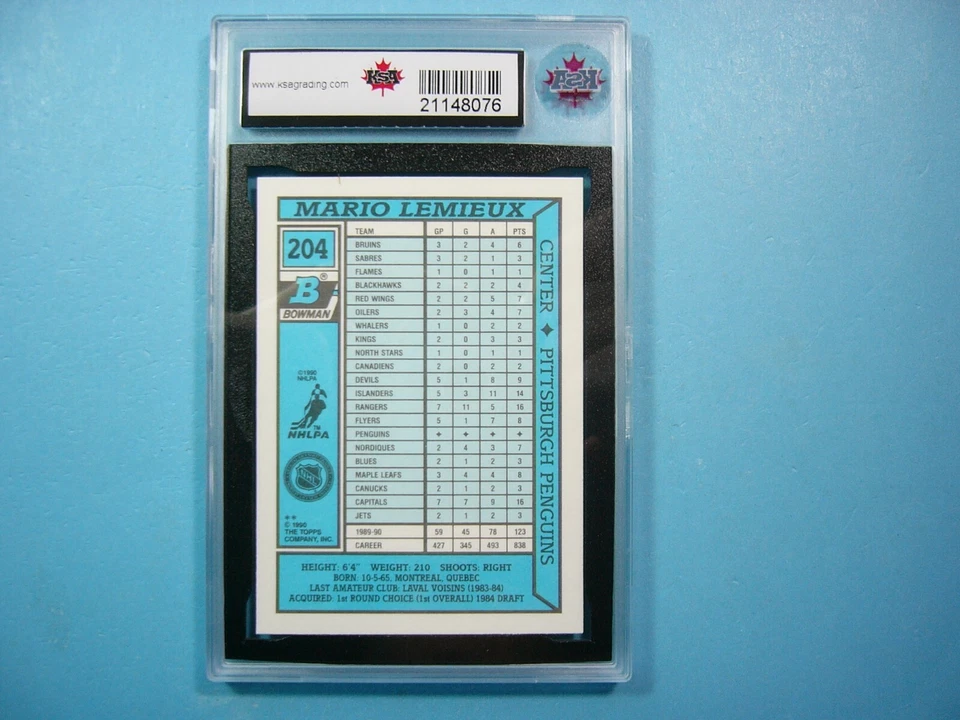 www.ksagrading.com
KSA
21148076
KSA
MARIO LEMIEUX
204
B®
BOWMAN
©1990
NHLPA
TM
NHLPA
NHL
++
© 1990
THE TOPPS
COMPANY, INC.
TEAM GP G A PTS
BRUINS 3 2 4 6
SABRES 3 2 1 3
FLAMES 1 0 1 1
BLACKHAWKS 2 2 2 4
RED WINGS 2 2 5 7
OILERS 2 3 4 7
WHALERS 1 0 2 2
KINGS 2 0 3 3
NORTH STARS 1 0 1 1
CANADIENS 2 0 2 2
DEVILS 5 1 8 9
ISLANDERS 5 3 11 14
RANGERS 7 11 5 16
FLYERS 5 1 7 8
PENGUINS + + + +
NORDIQUES 2 4 3 7
BLUES 2 1 2 3
MAPLE LEAFS 3 4 4 8
CANUCKS 2 1 2 3
CAPITALS 7 7 9 16
JETS 2 1 2 3
1989-90 59 45 78 123
CAREER 427 345 493 838
CENTER ✦ PITTSBURGH PENGUINS
HEIGHT: 6'4" WEIGHT: 210 SHOOTS: RIGHT
BORN: 10-5-65, MONTREAL, QUEBEC
LAST AMATEUR CLUB: LAVAL VOISINS (1983-84)
ACQUIRED: 1st ROUND CHOICE (1st OVERALL) 1984 DRAFT